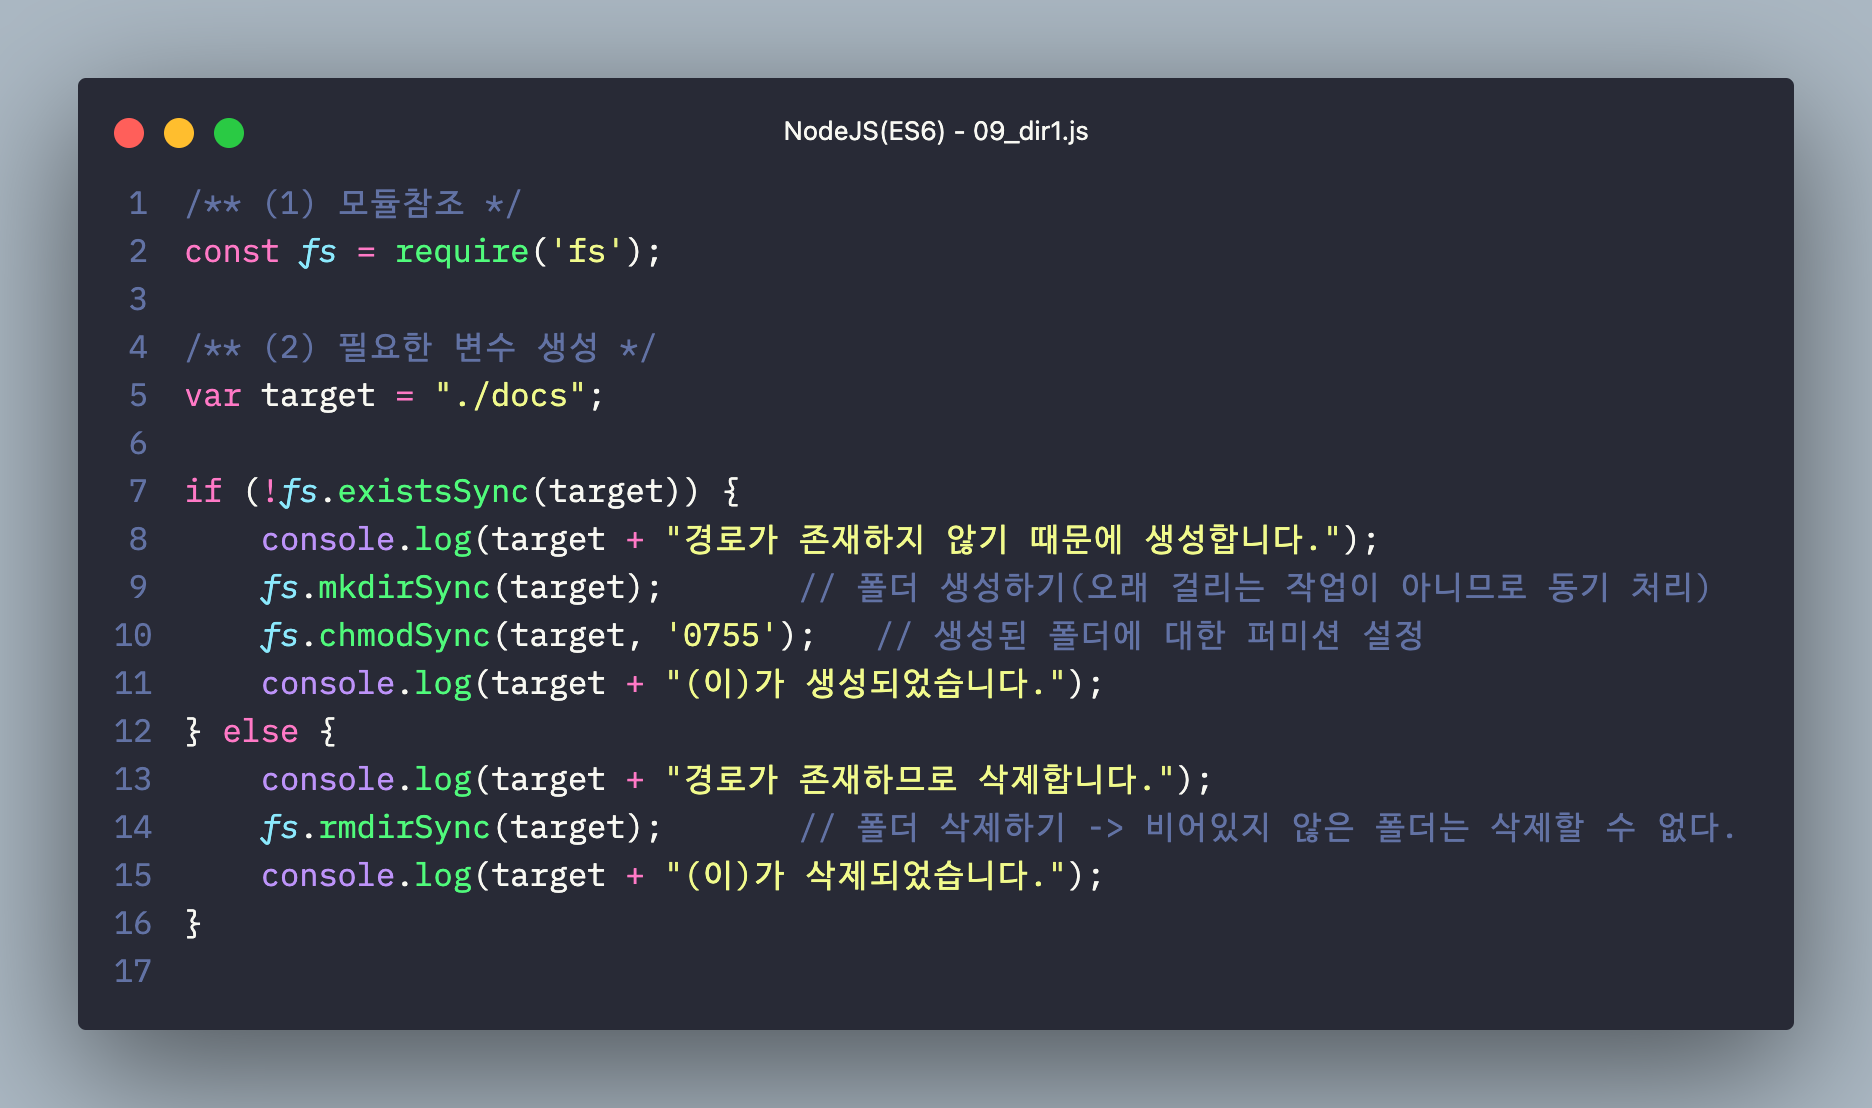 NodeJS(ES6) - 09_dir1.js
1 /** (1) 모듈참조 */
2 const fs = require('fs');
3
4 /** (2) 필요한 변수 생성 */
5 var target = "./docs";
6
7 if (!fs.existsSync(target)) {
8     console.log(target + "경로가 존재하지 않기 때문에 생성합니다.");
9     fs.mkdirSync(target);       // 폴더 생성하기(오래 걸리는 작업이 아니므로 동기 처리)
10     fs.chmodSync(target, '0755');   // 생성된 폴더에 대한 퍼미션 설정
11     console.log(target + "(이)가 생성되었습니다.");
12 } else {
13     console.log(target + "경로가 존재하므로 삭제합니다.");
14     fs.rmdirSync(target);       // 폴더 삭제하기 -> 비어있지 않은 폴더는 삭제할 수 없다.
15     console.log(target + "(이)가 삭제되었습니다.");
16 }
17